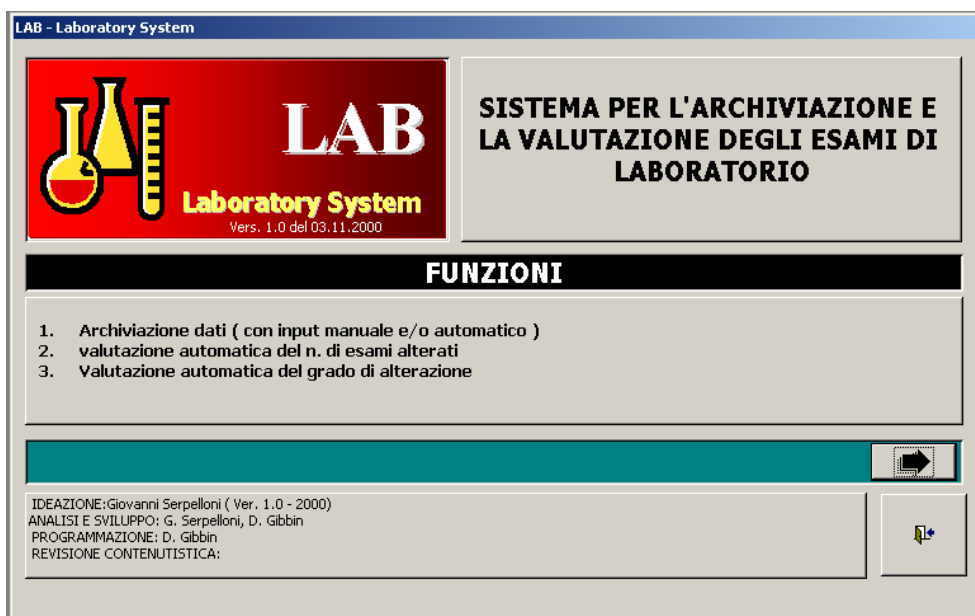 LAB - Laboratory System
LAB
Laboratory System
Vers. 1.0 del 03.11.2000
SISTEMA PER L'ARCHIVIAZIONE E
LA VALUTAZIONE DEGLI ESAMI DI
LABORATORIO
FUNZIONI
1. Archiviazione dati ( con input manuale e/o automatico )
2. valutazione automatica del n. di esami alterati
3. Valutazione automatica del grado di alterazione
IDEAZIONE:Giovanni Serpelloni ( Ver. 1.0 - 2000)
ANALISI E SVILUPPO: G. Serpelloni, D. Gibbin
PROGRAMMAZIONE: D. Gibbin
REVISIONE CONTENUTISTICA: